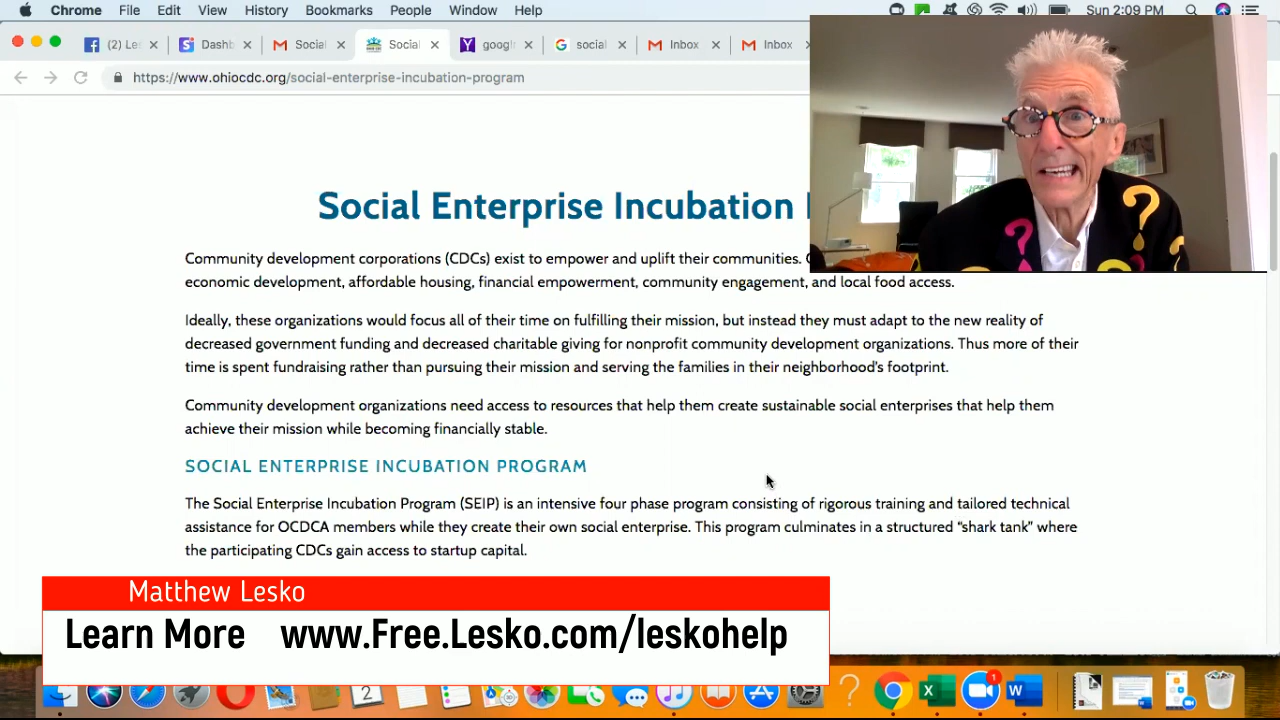 Chrome File Edit View History Bookmarks People Window Help Sun 2:09 PM
(2) Le Dash Social Social googl social Inbox Inbox
https://www.ohiocdc.org/social-enterprise-incubation-program
Social Enterprise Incubation
Community development corporations (CDCs) exist to empower and uplift their communities.
economic development, affordable housing, financial empowerment, community engagement, and local food access.
Ideally, these organizations would focus all of their time on fulfilling their mission, but instead they must adapt to the new reality of
decreased government funding and decreased charitable giving for nonprofit community development organizations. Thus more of their
time is spent fundraising rather than pursuing their mission and serving the families in their neighborhood's footprint.
Community development organizations need access to resources that help them create sustainable social enterprises that help them
achieve their mission while becoming financially stable.
SOCIAL ENTERPRISE INCUBATION PROGRAM
The Social Enterprise Incubation Program (SEIP) is an intensive four phase program consisting of rigorous training and tailored technical
assistance for OCDCA members while they create their own social enterprise. This program culminates in a structured “shark tank” where
the participating CDCs gain access to startup capital.
Matthew Lesko
Learn More www.Free.Lesko.com/leskohelp